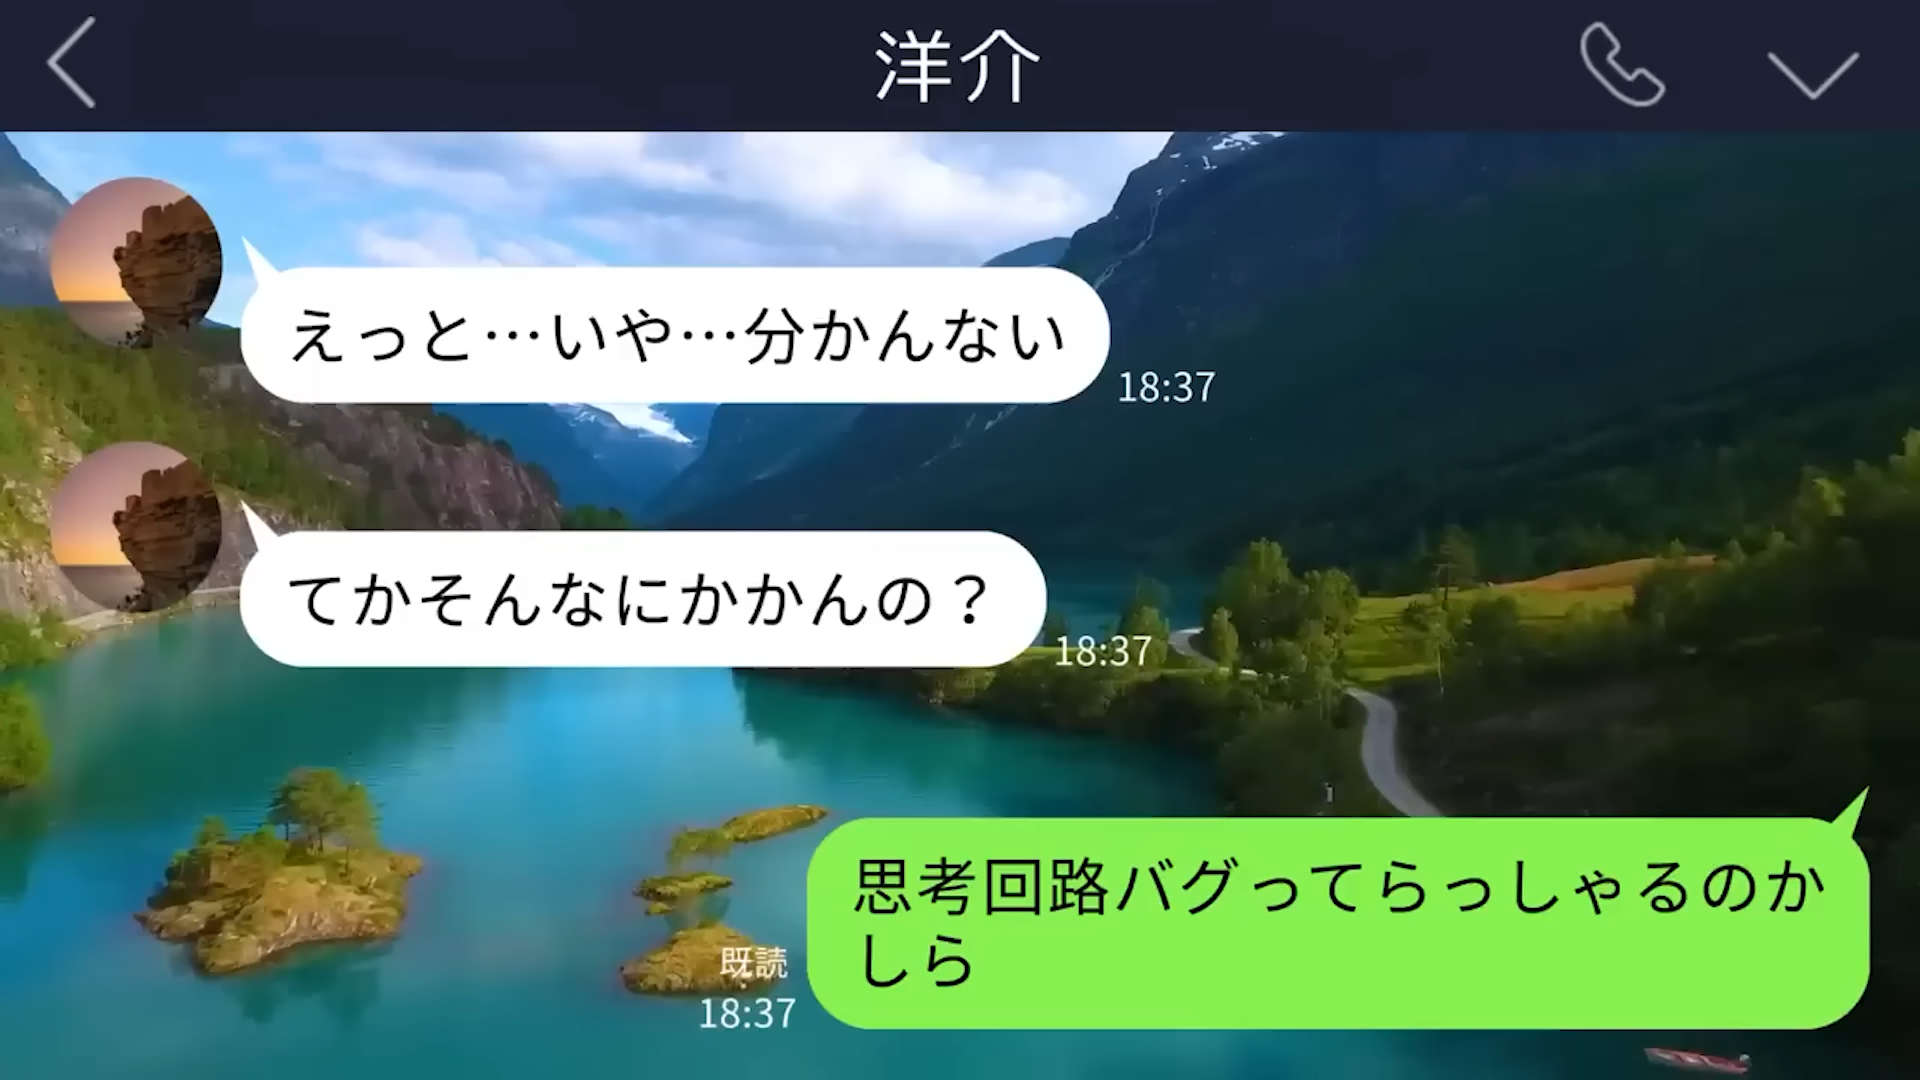 洋介
えっと…いや…分かんない
18:37
てかそんなにかかんの？
18:37
思考回路バグってらっしゃるのか
しら
既読
18:37